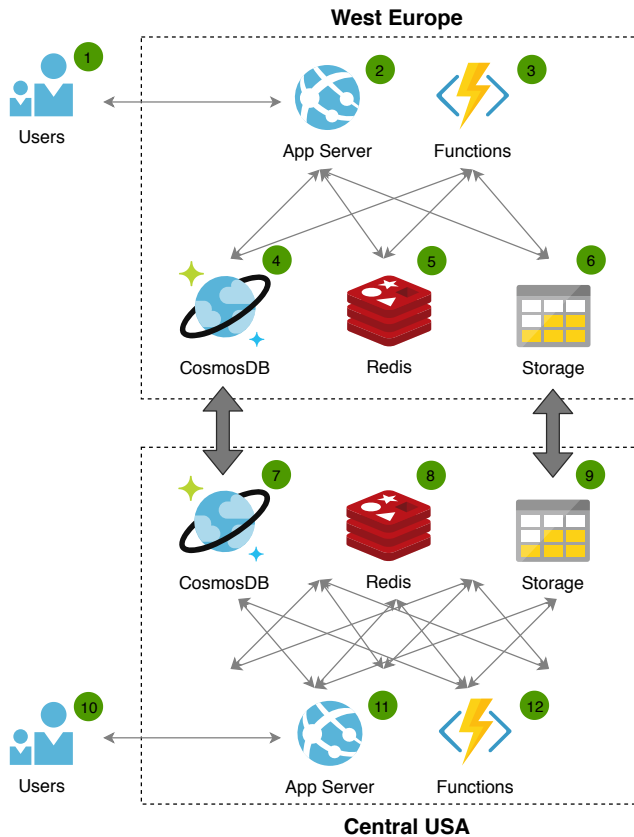 West Europe
1
2
3
Users
App Server
Functions
4
5
6
CosmosDB
Redis
Storage
7
8
9
CosmosDB
Redis
Storage
10
11
12
Users
App Server
Functions
Central USA